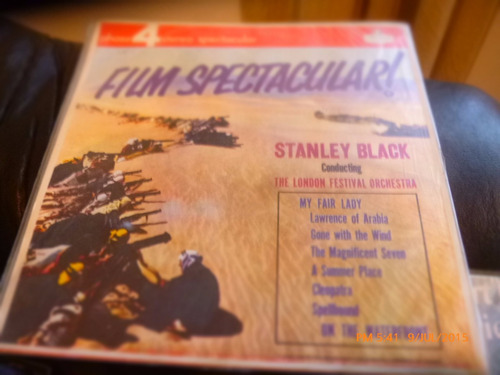 4
FILM SPECTACULAR!
STANLEY BLACK
Conducting
THE LONDON FESTIVAL ORCHESTRA
MY FAIR LADY
Lawrence of Arabia
Gone with the Wind
The Magnificent Seven
A Summer Place
Cleopatra
Spellbound
ON THE WATERFRONT